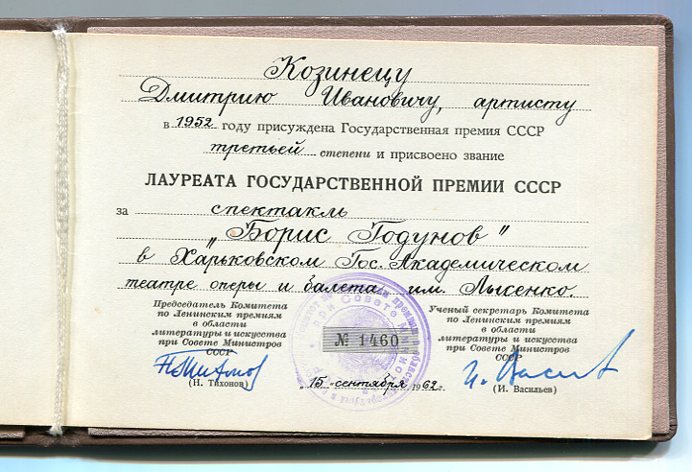 Козинецу
Дмитрию Ивановичу, артисту
в 1952 году присуждена Государственная премия СССР
третьей степени и присвоено звание
ЛАУРЕАТА ГОСУДАРСТВЕННОЙ ПРЕМИИ СССР
за спектакль
„Борис Годунов"
в Харьковском Гос. Академическом
театре оперы и балета им. Лысенко.
Председатель Комитета
по Ленинским премиям
в области
литературы и искусства
при Совете Министров
СССР
(Н. Тихонов)
Ученый секретарь Комитета
по Ленинским премиям
в области
литературы и искусства
при Совете Министров
СССР
(И. Васильев)
№ 1460
„15" сентября 1962 г.
при Совете